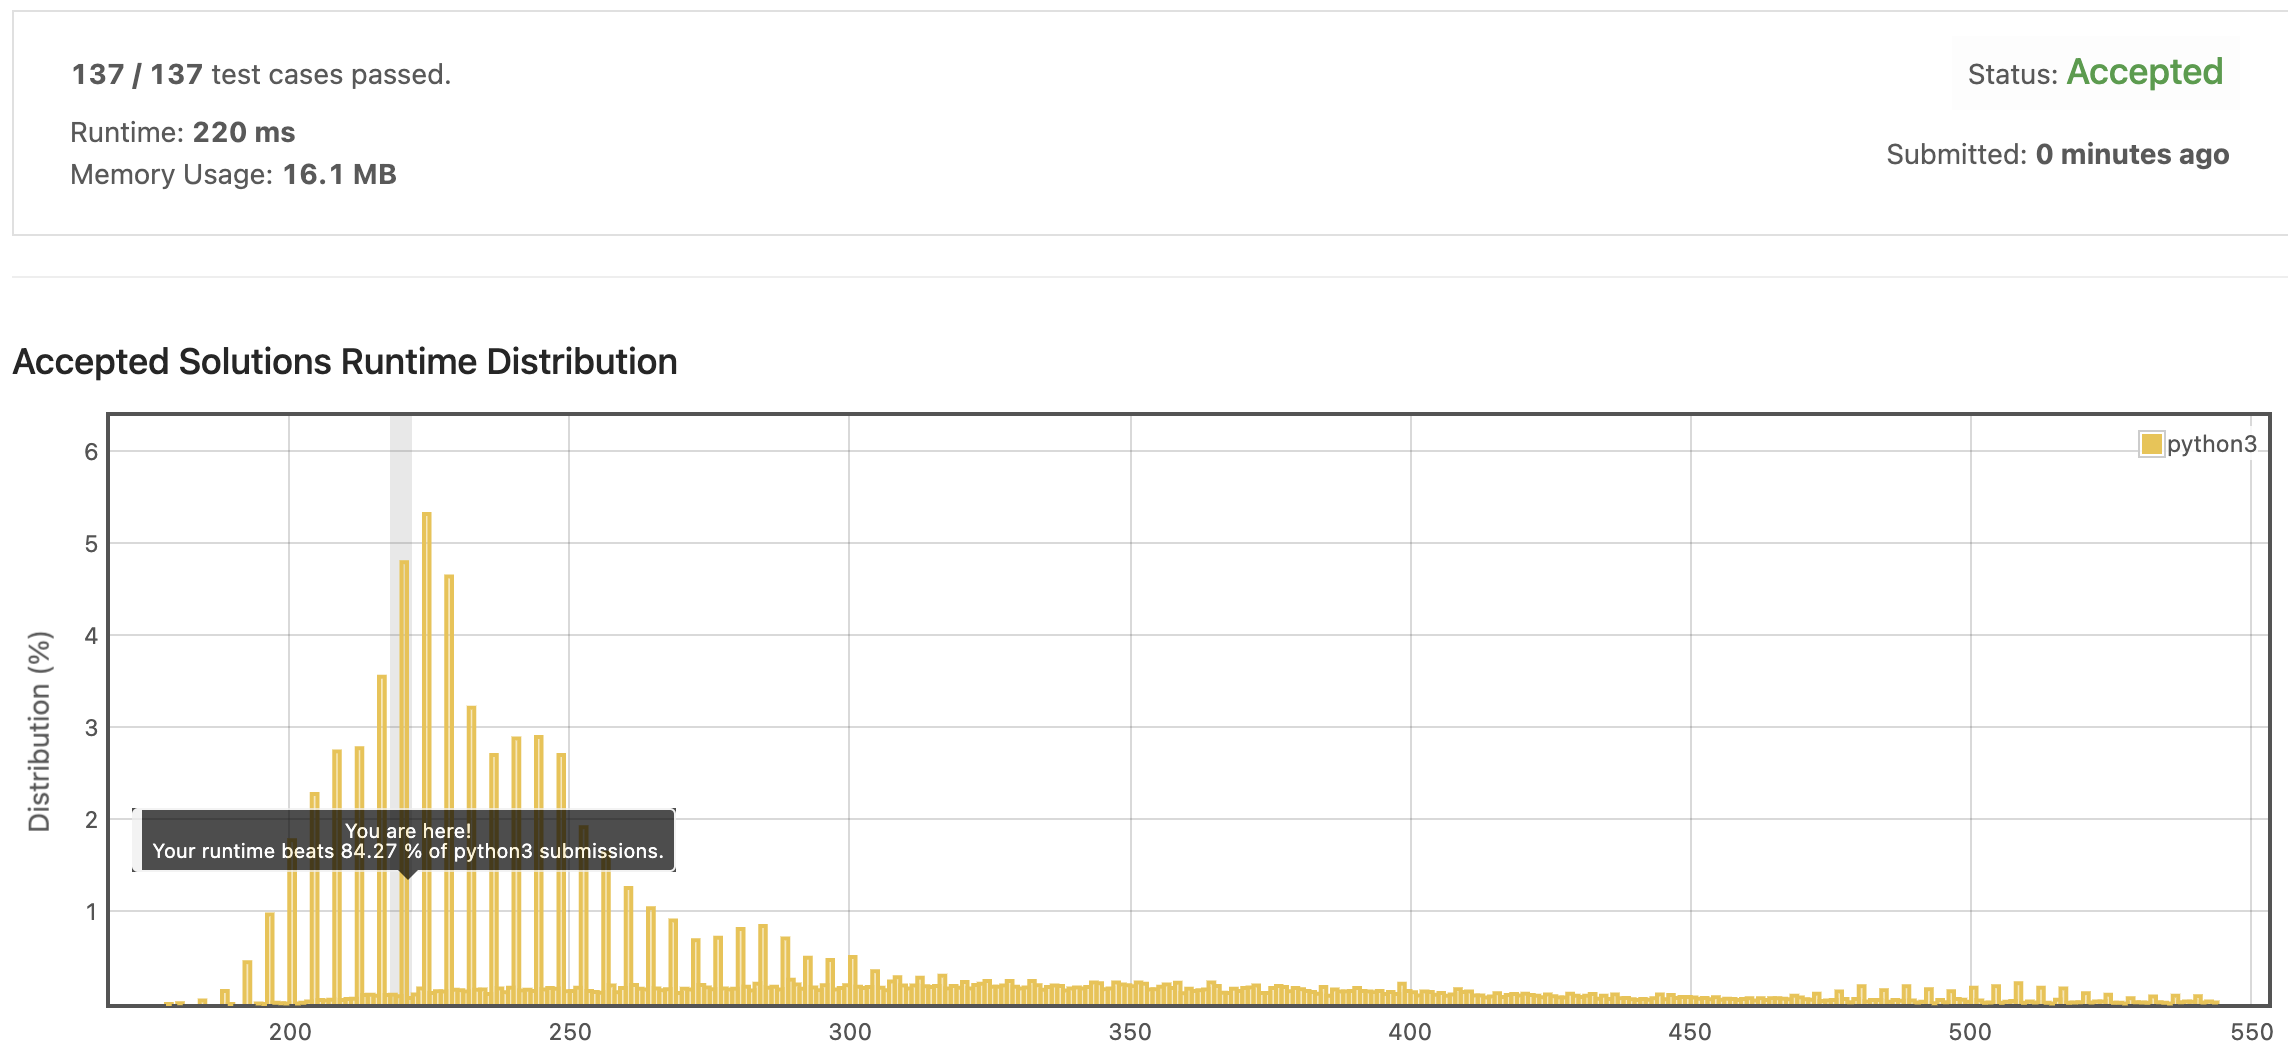 137 / 137 test cases passed.
Status: Accepted
Runtime: 220 ms
Submitted: 0 minutes ago
Memory Usage: 16.1 MB
Accepted Solutions Runtime Distribution
python3
6
5
4
3
2
1
Distribution (%)
You are here!
Your runtime beats 84.27 % of python3 submissions.
200 250 300 350 400 450 500 550